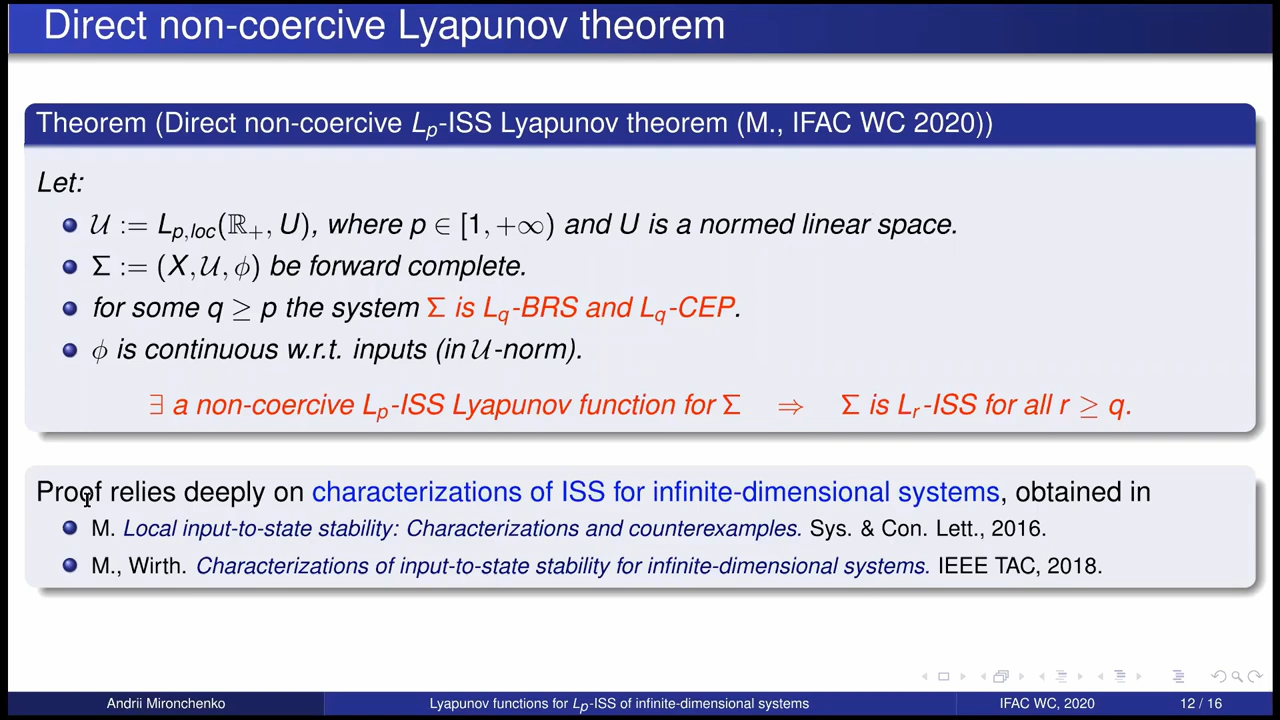 Direct non-coercive Lyapunov theorem
Theorem (Direct non-coercive Lp-ISS Lyapunov theorem (M., IFAC WC 2020))
Let:
𝒰 := Lp,loc(ℝ+, U), where p ∈ [1, +∞) and U is a normed linear space.
Σ := (X, 𝒰, ϕ) be forward complete.
for some q ≥ p the system Σ is Lq-BRS and Lq-CEP.
ϕ is continuous w.r.t. inputs (in 𝒰-norm).
∃ a non-coercive Lp-ISS Lyapunov function for Σ ⇒ Σ is Lr-ISS for all r ≥ q.
Proof relies deeply on characterizations of ISS for infinite-dimensional systems, obtained in
M. Local input-to-state stability: Characterizations and counterexamples. Sys. & Con. Lett., 2016.
M., Wirth. Characterizations of input-to-state stability for infinite-dimensional systems. IEEE TAC, 2018.
Andrii Mironchenko Lyapunov functions for Lp-ISS of infinite-dimensional systems IFAC WC, 2020 12 / 16